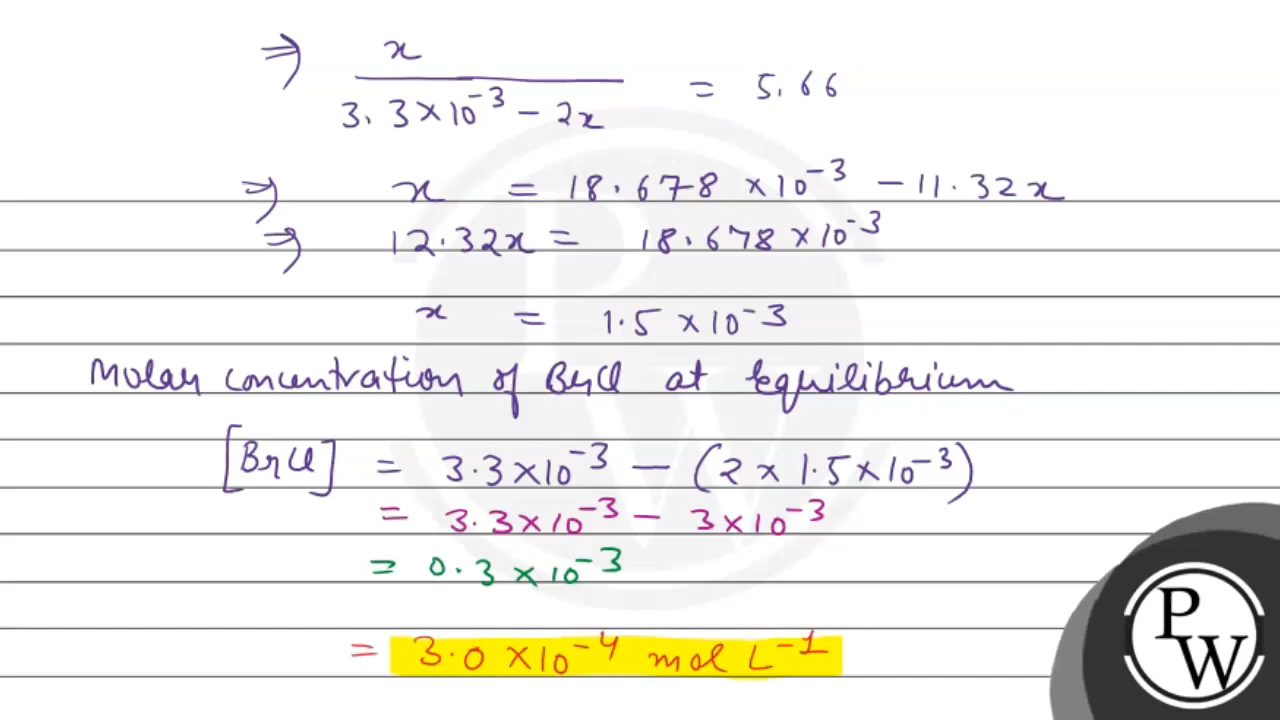 ⇒ x / (3.3×10⁻³ − 2x) = 5.66
⇒ x = 18.678 ×10⁻³ − 11.32x
⇒ 12.32x = 18.678×10⁻³
x = 1.5 ×10⁻³
Molar concentration of BrCl at equilibrium
[BrCl] = 3.3×10⁻³ − (2 × 1.5×10⁻³)
= 3.3×10⁻³ − 3×10⁻³
= 0.3×10⁻³
= 3.0 ×10⁻⁴ mol L⁻¹
PW
PW